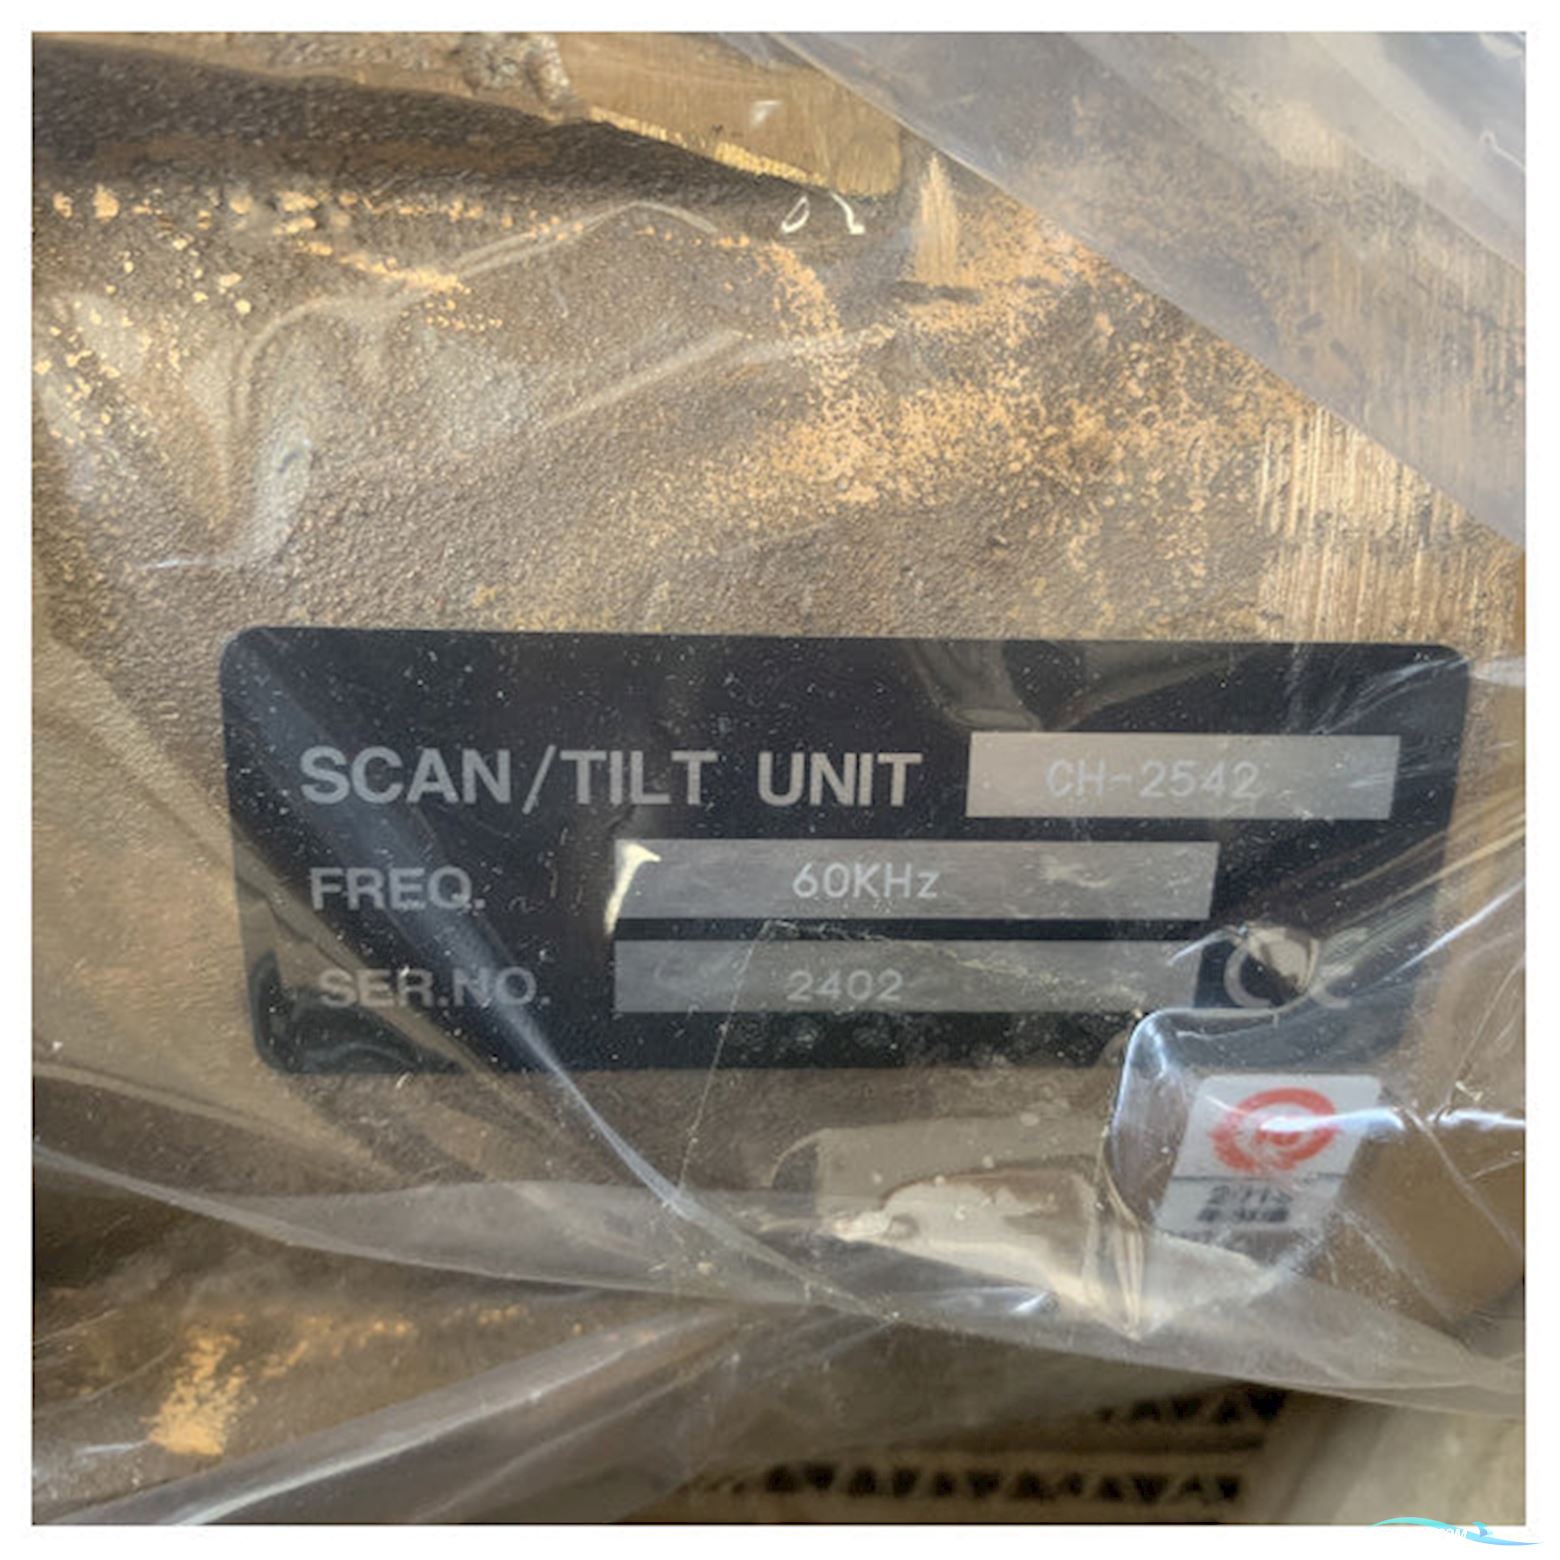 SCAN/TILT UNIT CH-2542
FREQ. 60KHz
SER.NO. 2402